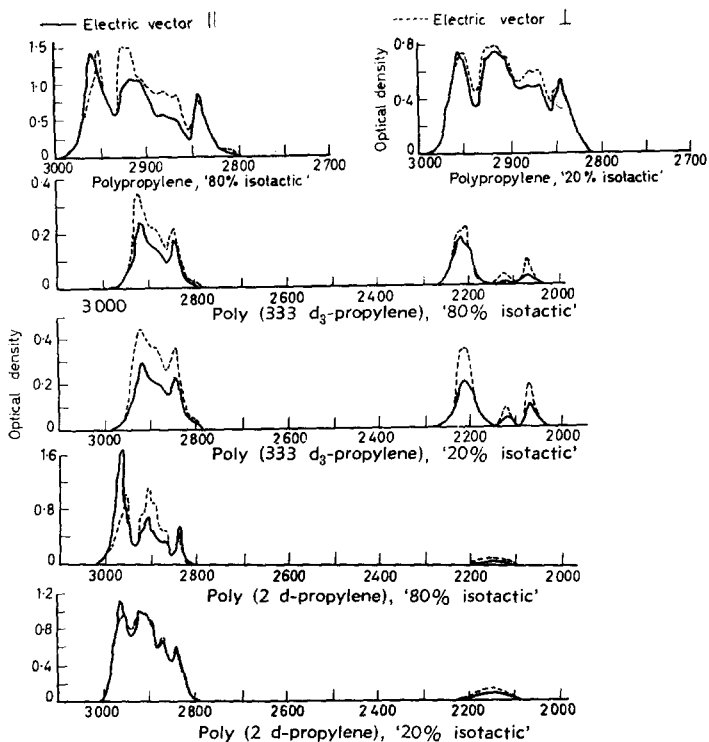 Electric vector ||
Electric vector ⊥
1·5
1·0
0·5
0
3000 2900 2800 2700
Polypropylene, '80% isotactic'
Optical density
0·8
0·4
3000 2900 2800 2700
Polypropylene, '20% isotactic'
0·4
0·2
0
3000 2800 2600 2400 2200 2000
Poly (333 d₃-propylene), '80% isotactic'
Optical density
0·4
0·2
0
3000 2800 2600 2400 2200 2000
Poly (333 d₃-propylene), '20% isotactic'
1·6
0·8
0
3000 2800 2600 2400 2200 2000
Poly (2 d-propylene), '80% isotactic'
1·2
0·8
0·4
0
3000 2800 2600 2400 2200 2000
Poly (2 d-propylene), '20% isotactic'